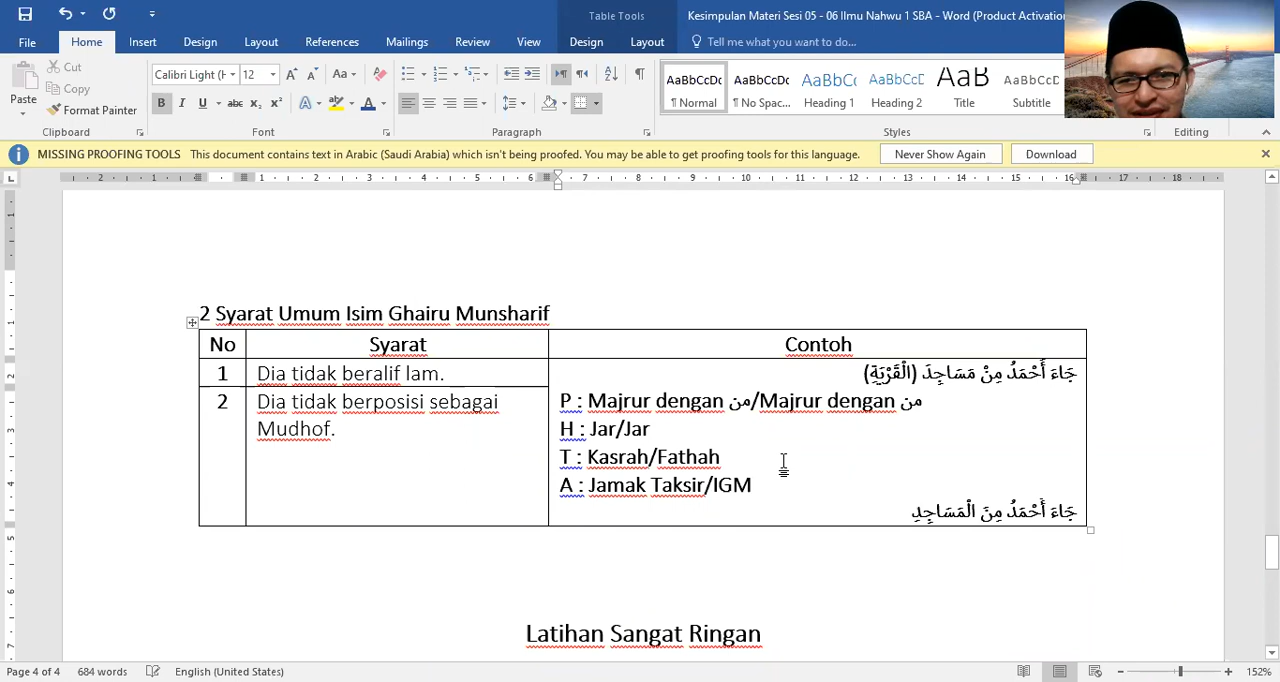 Table Tools
Kesimpulan Materi Sesi 05 - 06 Ilmu Nahwu 1 SBA - Word (Product Activation
File Home Insert Design Layout References Mailings Review View Design Layout Tell me what you want to do...
Cut
Copy
Paste
Format Painter
Calibri Light (H 12
AaBbCcDc AaBbCcDc AaBbCc AaBbCcD AaB AaBbCcD
¶ Normal ¶ No Spac... Heading 1 Heading 2 Title Subtitle
Clipboard Font Paragraph Styles Editing
MISSING PROOFING TOOLS This document contains text in Arabic (Saudi Arabia) which isn't being proofed. You may be able to get proofing tools for this language. Never Show Again Download
2 Syarat Umum Isim Ghairu Munsharif
No Syarat Contoh
1 Dia tidak beralif lam.
جَاءَ أَحْمَدُ مِنْ مَسَاجِدَ (الْقَرْيَةِ)
2 Dia tidak berposisi sebagai
Mudhof.
P : Majrur dengan من/Majrur dengan من
H : Jar/Jar
T : Kasrah/Fathah
A : Jamak Taksir/IGM
جَاءَ أَحْمَدُ مِنَ الْمَسَاجِدِ
Latihan Sangat Ringan
Page 4 of 4 684 words English (United States) 152%